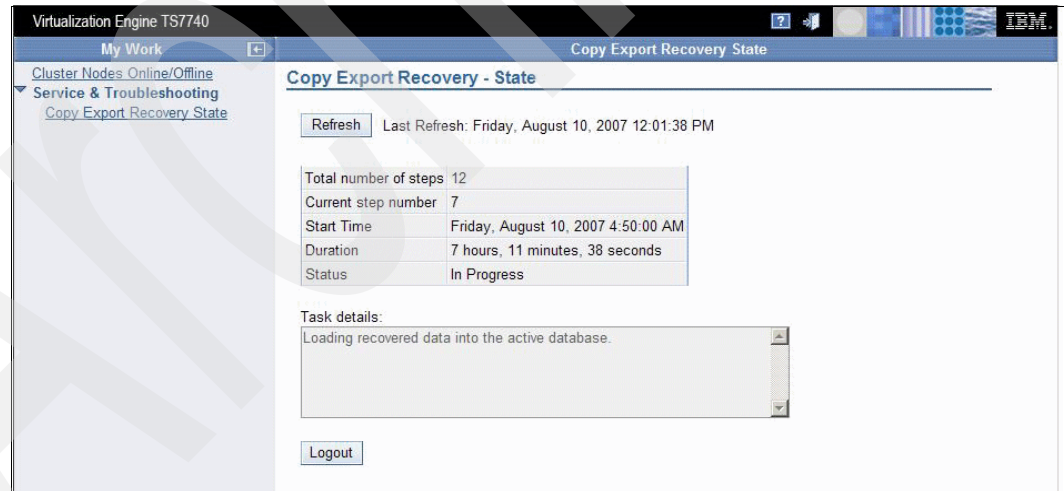 Virtualization Engine TS7740
?
IBM.
My Work
Copy Export Recovery State
Cluster Nodes Online/Offline
Service & Troubleshooting
Copy Export Recovery State
Copy Export Recovery - State
Refresh Last Refresh: Friday, August 10, 2007 12:01:38 PM
Total number of steps 12
Current step number 7
Start Time Friday, August 10, 2007 4:50:00 AM
Duration 7 hours, 11 minutes, 38 seconds
Status In Progress
Task details:
Loading recovered data into the active database.
Logout